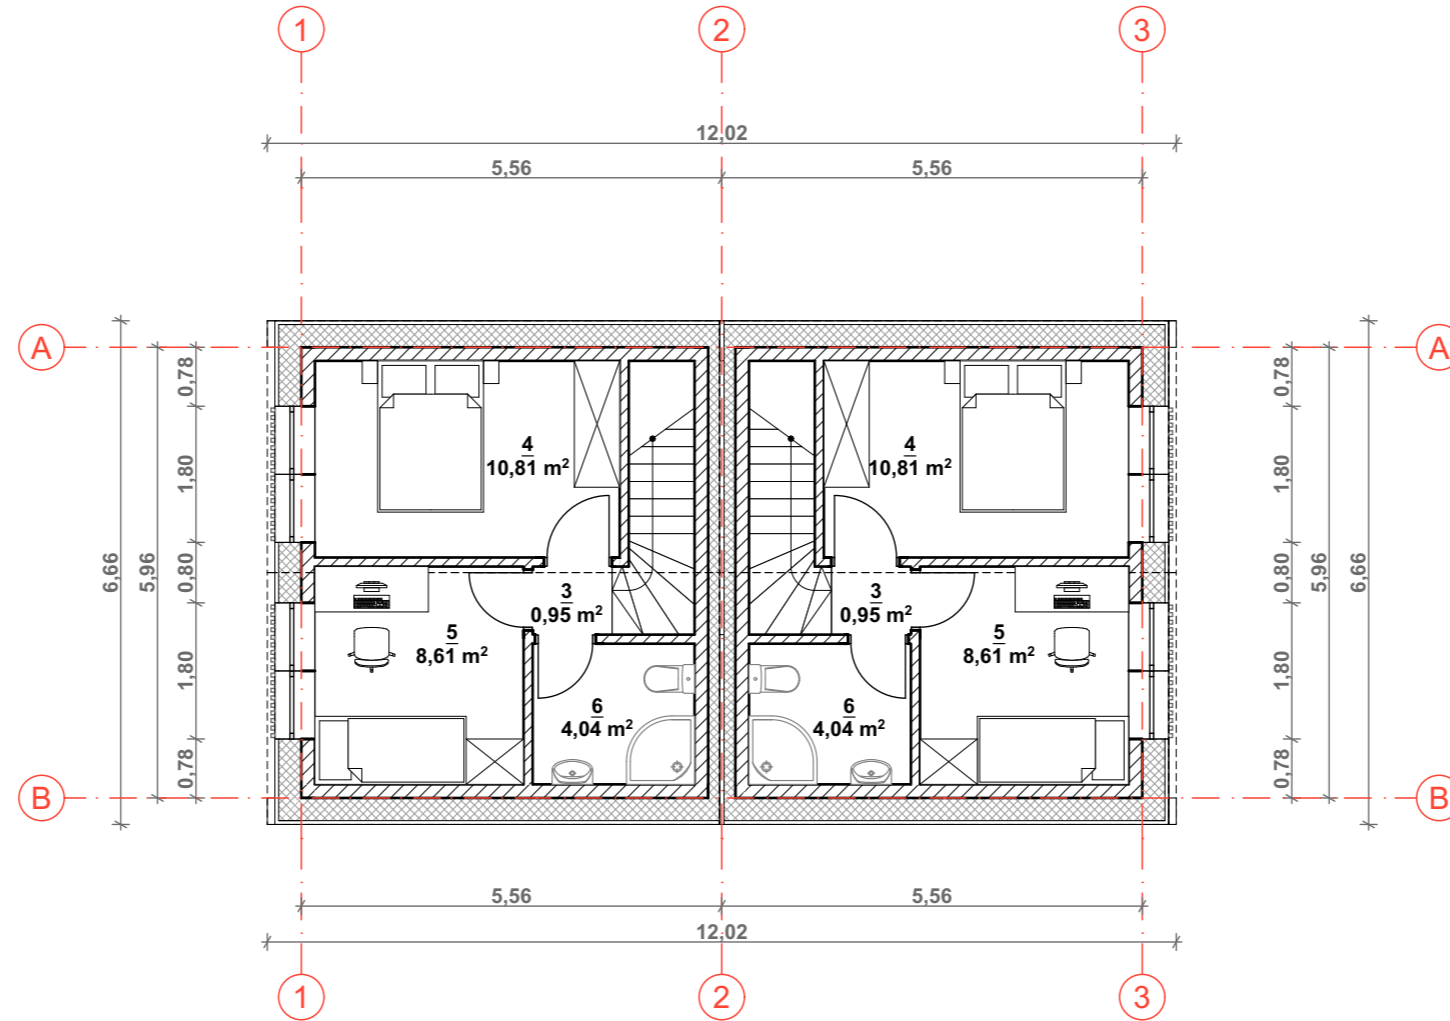 1 2 3
12,02
5,56 5,56
A A
0,78 0,78
4 4
10,81 m² 10,81 m²
1,80 1,80
6,66 5,96 0,80 0,80 5,96 6,66
3 3
0,95 m² 0,95 m²
5 5
8,61 m² 8,61 m²
1,80 1,80
6 6
4,04 m² 4,04 m²
0,78 0,78
B B
5,56 5,56
12,02
1 2 3